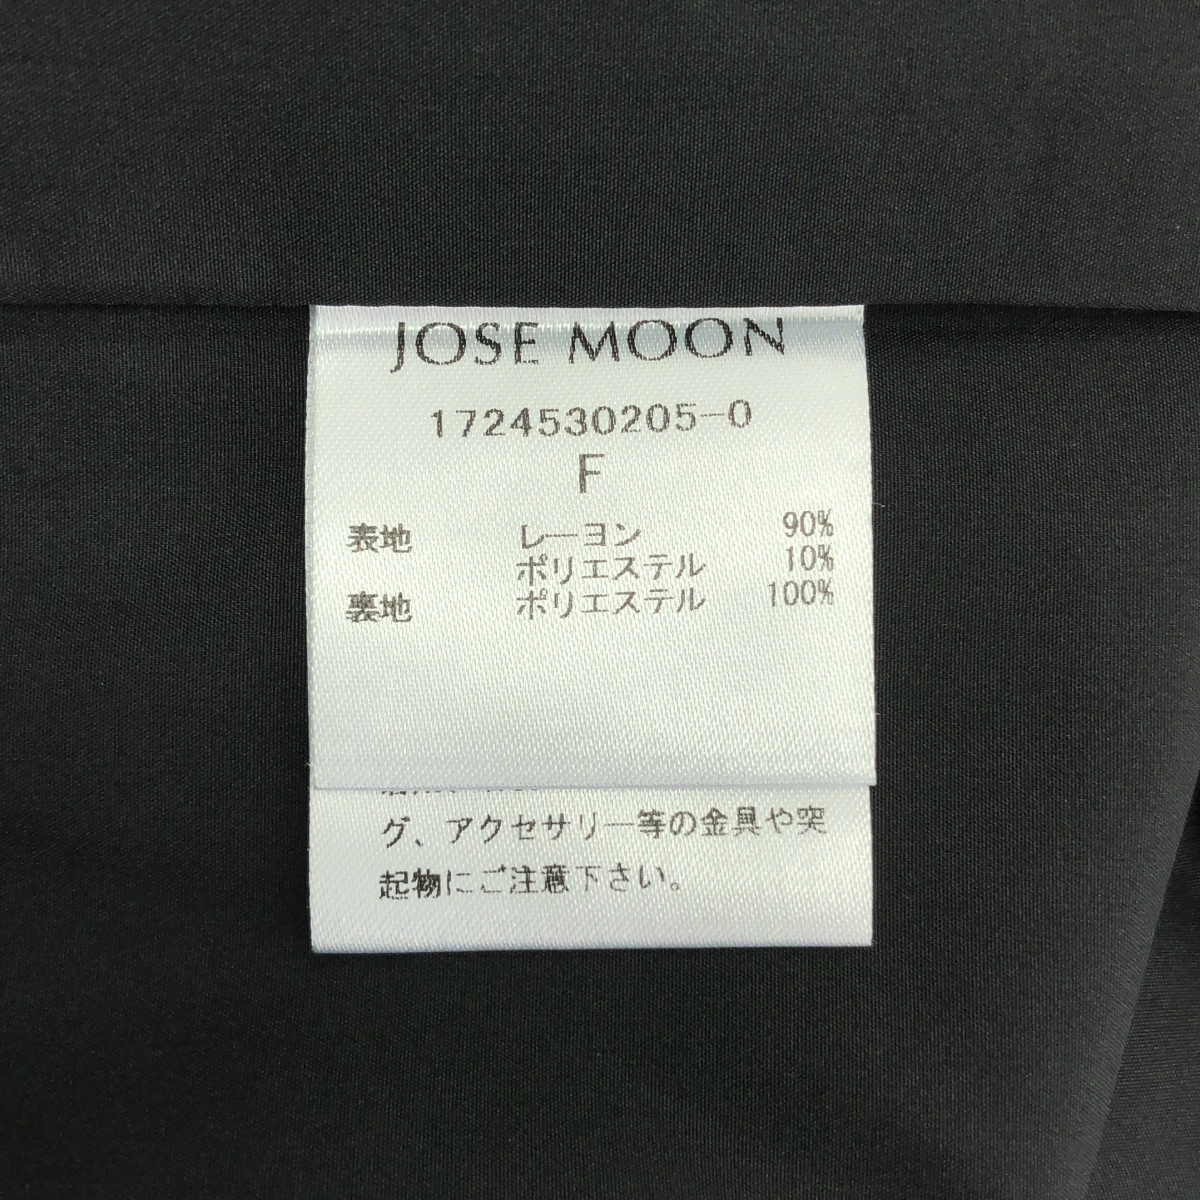 JOSE MOON
1724530205-0
F
表地 レーヨン 90%
ポリエステル 10%
裏地 ポリエステル 100%
グ、アクセサリー等の金具や突
起物にご注意下さい。